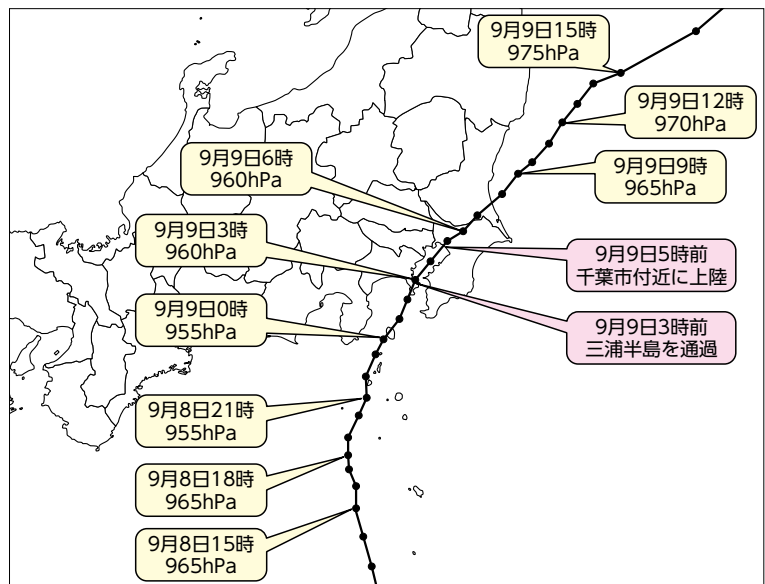 9月9日15時
975hPa
9月9日12時
970hPa
9月9日6時
960hPa
9月9日9時
965hPa
9月9日3時
960hPa
9月9日5時前
千葉市付近に上陸
9月9日0時
955hPa
9月9日3時前
三浦半島を通過
9月8日21時
955hPa
9月8日18時
965hPa
9月8日15時
965hPa